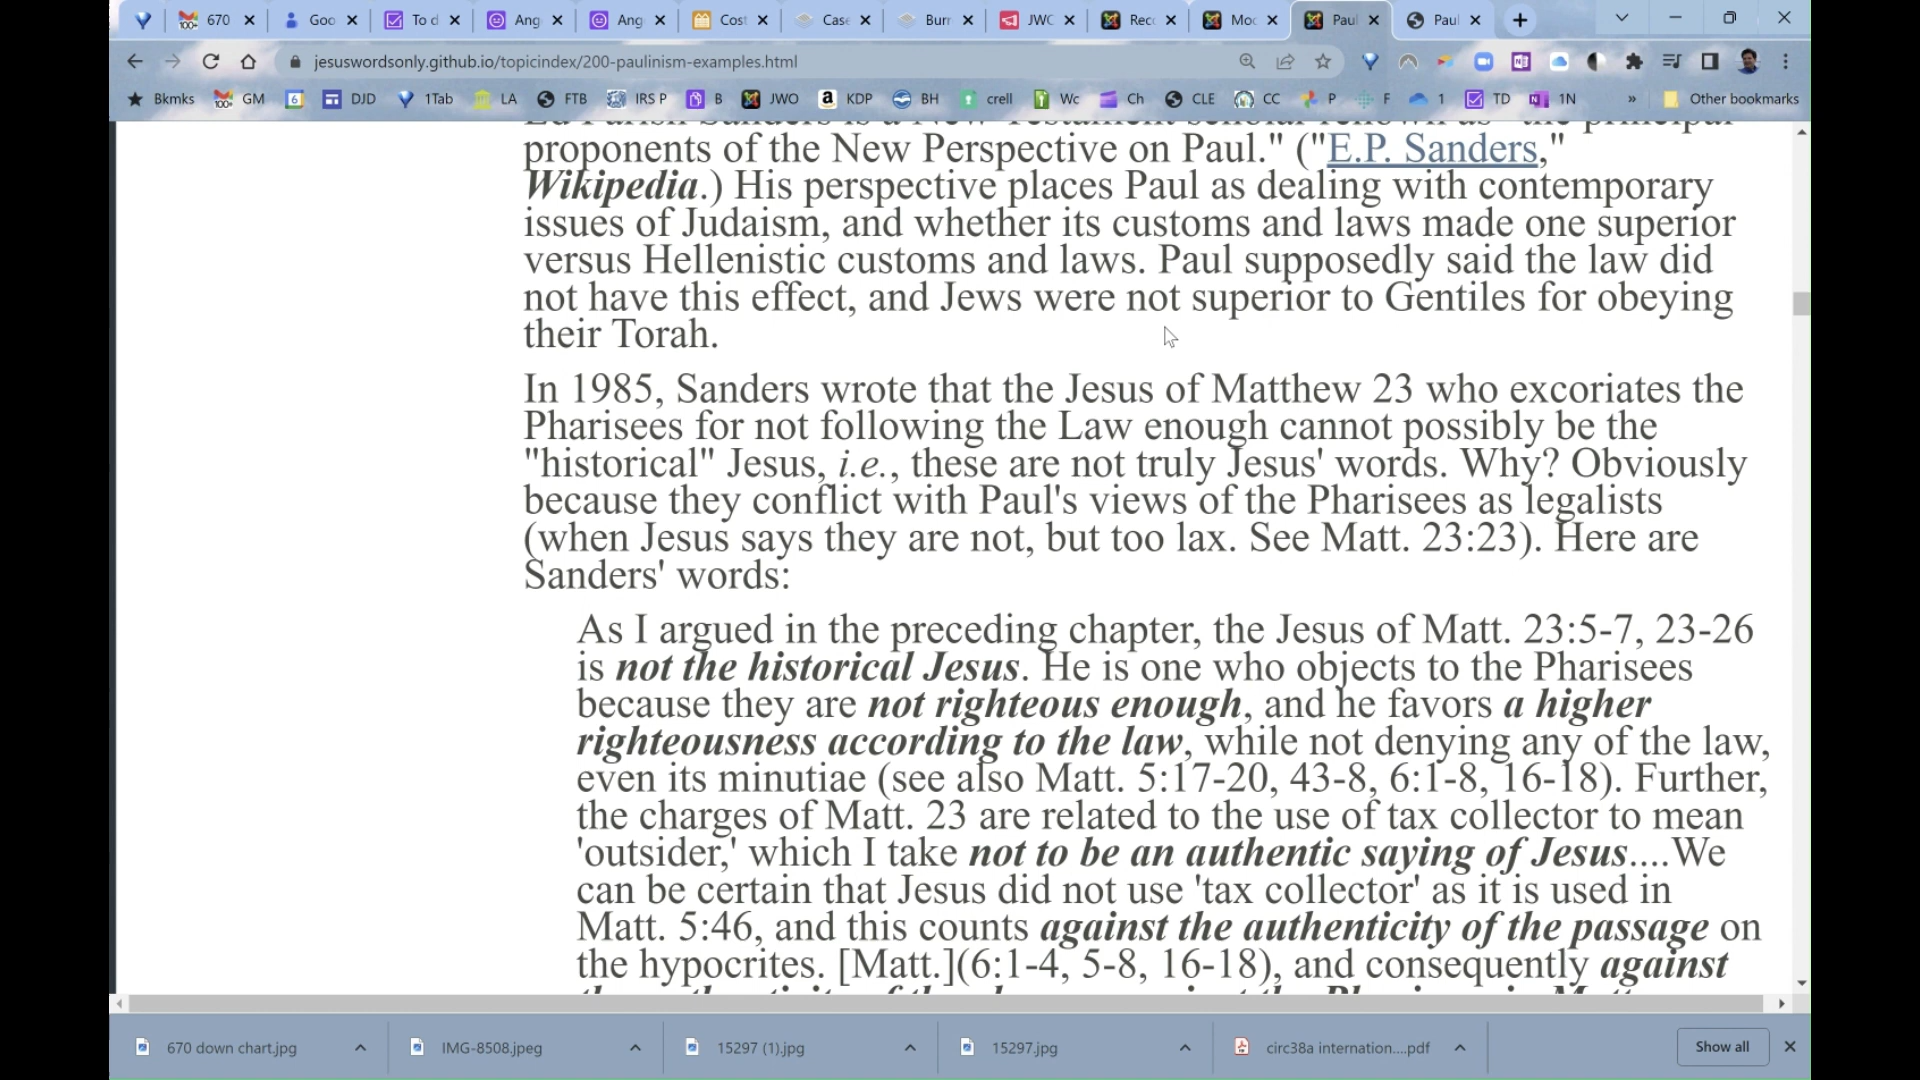 670
Goo
To d
Ang
Ang
Cost
Case
Burn
JWC
Rec
Moc
Paul
Paul
jesuswordsonly.github.io/topicindex/200-paulinism-examples.html
Bkmks GM DJD 1Tab LA FTB IRS P B JWO KDP BH crell Wc Ch CLE CC P F 1 TD 1N » Other bookmarks
Ed Parish Sanders is a New Testament scholar renown as "the principal
proponents of the New Perspective on Paul." ("E.P. Sanders,"
Wikipedia.) His perspective places Paul as dealing with contemporary
issues of Judaism, and whether its customs and laws made one superior
versus Hellenistic customs and laws. Paul supposedly said the law did
not have this effect, and Jews were not superior to Gentiles for obeying
their Torah.
In 1985, Sanders wrote that the Jesus of Matthew 23 who excoriates the
Pharisees for not following the Law enough cannot possibly be the
"historical" Jesus, i.e., these are not truly Jesus' words. Why? Obviously
because they conflict with Paul's views of the Pharisees as legalists
(when Jesus says they are not, but too lax. See Matt. 23:23). Here are
Sanders' words:
As I argued in the preceding chapter, the Jesus of Matt. 23:5-7, 23-26
is not the historical Jesus. He is one who objects to the Pharisees
because they are not righteous enough, and he favors a higher
righteousness according to the law, while not denying any of the law,
even its minutiae (see also Matt. 5:17-20, 43-8, 6:1-8, 16-18). Further,
the charges of Matt. 23 are related to the use of tax collector to mean
'outsider,' which I take not to be an authentic saying of Jesus....We
can be certain that Jesus did not use 'tax collector' as it is used in
Matt. 5:46, and this counts against the authenticity of the passage on
the hypocrites. [Matt.](6:1-4, 5-8, 16-18), and consequently against
670 down chart.jpg
IMG-8508.jpeg
15297 (1).jpg
15297.jpg
circ38a internation....pdf
Show all